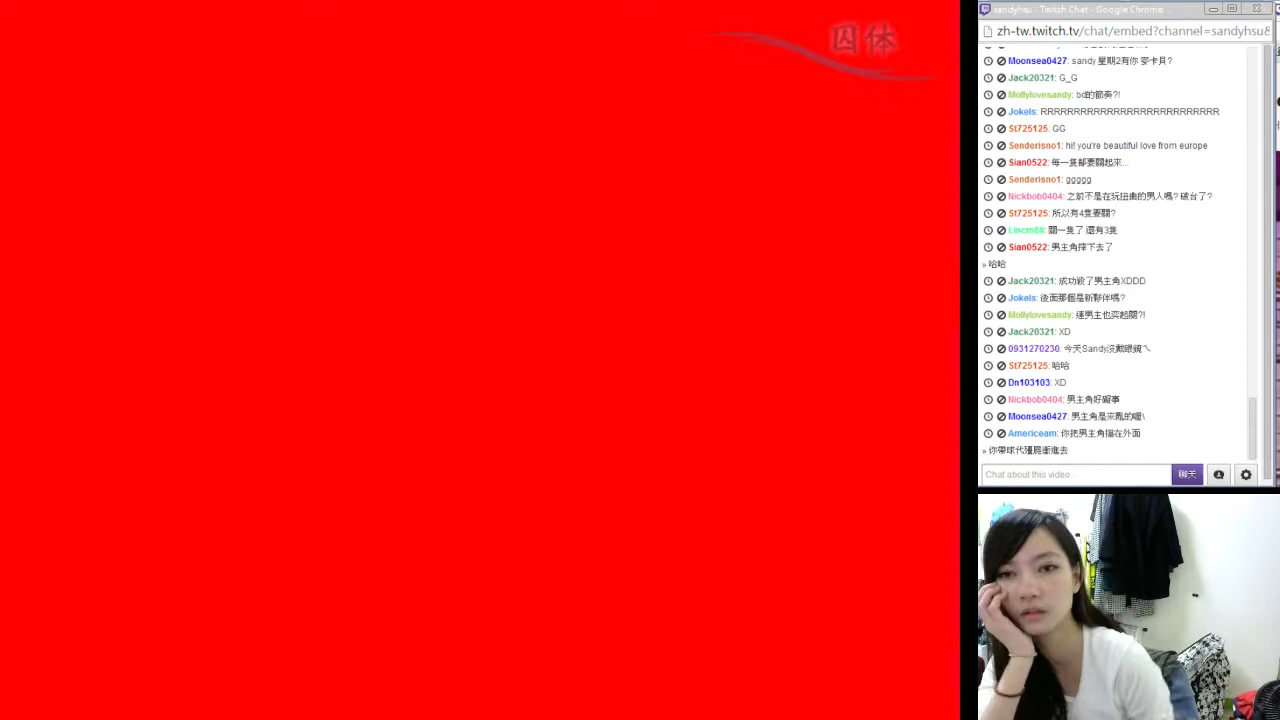 囚体
sandyhsu - Twitch Chat - Google Chrome
zh-tw.twitch.tv/chat/embed?channel=sandyhsu&
Moonsea0427: sandy 星期2有你 麥卡貝?
Jack20321: G_G
Mollylovesandy: bd的節奏?!
Jokels: RRRRRRRRRRRRRRRRRRRRRRRRRRR
St725125: GG
Senderisno1: hi! you're beautiful love from europe
Sian0522: 每一隻都要關起來...
Senderisno1: ggggg
Nickbob0404: 之前不是在玩扭曲的男人嗎? 破台了?
St725125: 所以有4隻要關?
Lincm88: 關一隻了 還有3隻
Sian0522: 男主角摔下去了
» 哈哈
Jack20321: 成功殺了男主角XDDD
Jokels: 後面那個是新夥伴嗎?
Mollylovesandy: 連男主也要起關?!
Jack20321: XD
0931270230: 今天Sandy沒戴眼鏡ㄟ
St725125: 哈哈
Dn103103: XD
Nickbob0404: 男主角好礙事
Moonsea0427: 男主角是來亂的喔\
Americeam: 你把男主角擋在外面
» 你帶球代殭屍衝進去
Chat about this video
聊天